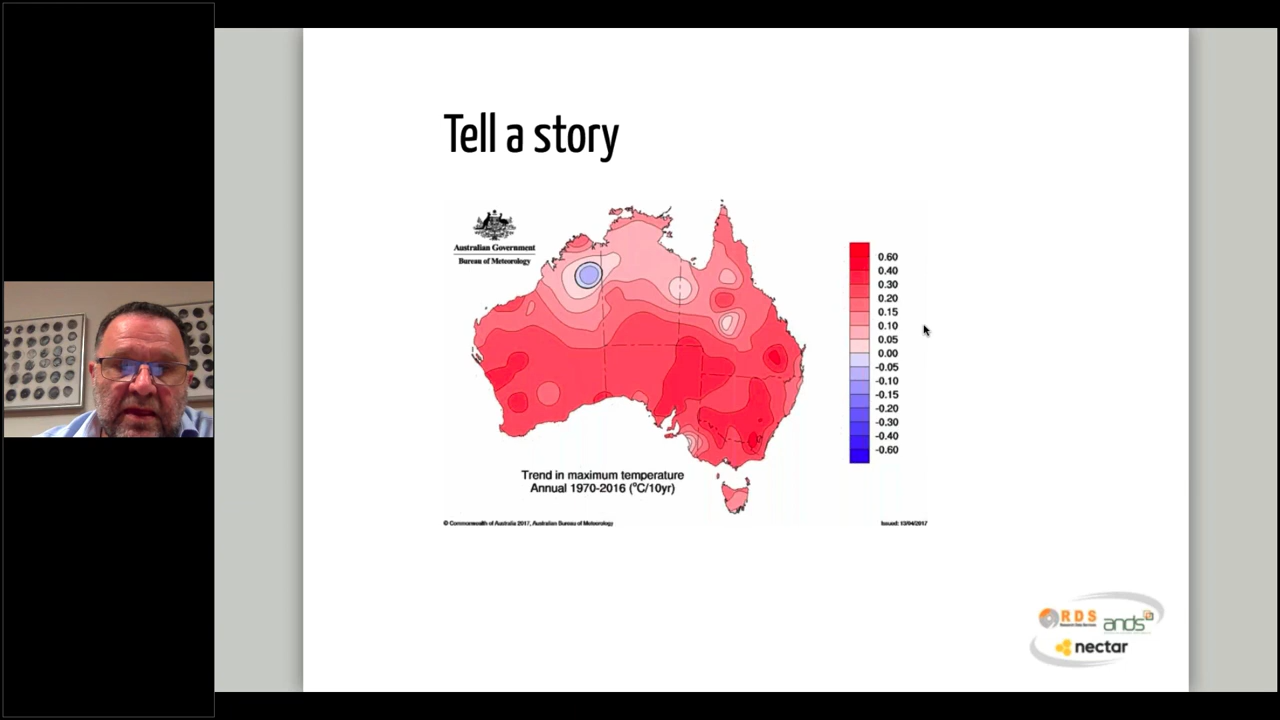 Tell a story
Australian Government
Bureau of Meteorology
0.60
0.40
0.30
0.20
0.15
0.10
0.05
0.00
-0.05
-0.10
-0.15
-0.20
-0.30
-0.40
-0.60
Trend in maximum temperature
Annual 1970-2016 (°C/10yr)
© Commonwealth of Australia 2017, Australian Bureau of Meteorology
Issued: 13/04/2017
RDS
ands
nectar